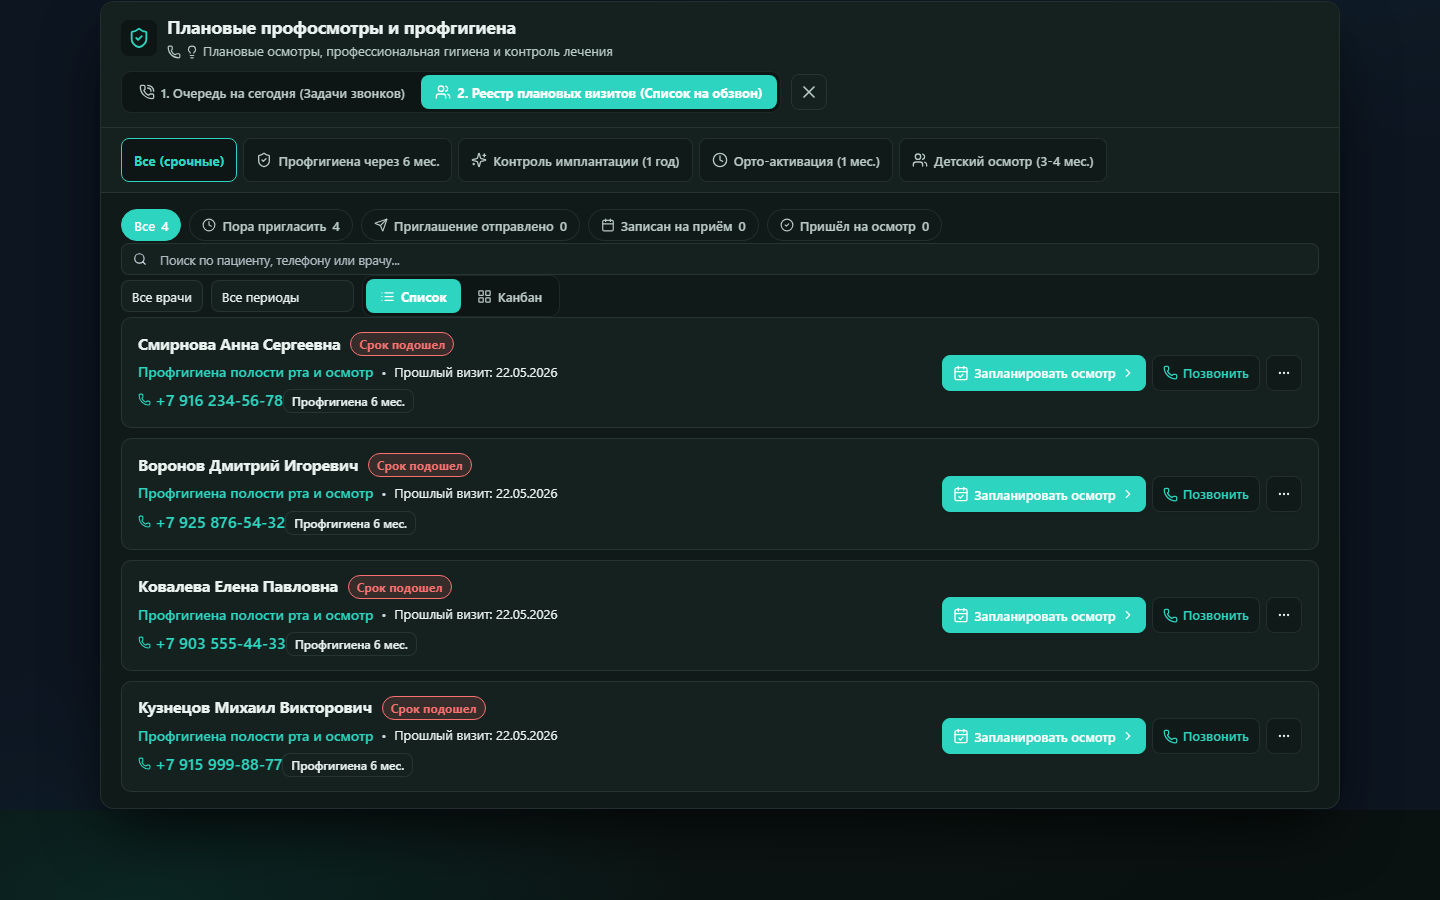 Плановые профосмотры и профгигиена
Плановые осмотры, профессиональная гигиена и контроль лечения
1. Очередь на сегодня (Задачи звонков)
2. Реестр плановых визитов (Список на обзвон)
Все (срочные)
Профгигиена через 6 мес.
Контроль имплантации (1 год)
Орто-активация (1 мес.)
Детский осмотр (3-4 мес.)
Все 4
Пора пригласить 4
Приглашение отправлено 0
Записан на приём 0
Пришёл на осмотр 0
Поиск по пациенту, телефону или врачу...
Все врачи
Все периоды
Список
Канбан
Смирнова Анна Сергеевна Срок подошел
Профгигиена полости рта и осмотр • Прошлый визит: 22.05.2026
+7 916 234-56-78 Профгигиена 6 мес.
Запланировать осмотр
Позвонить
Воронов Дмитрий Игоревич Срок подошел
Профгигиена полости рта и осмотр • Прошлый визит: 22.05.2026
+7 925 876-54-32 Профгигиена 6 мес.
Запланировать осмотр
Позвонить
Ковалева Елена Павловна Срок подошел
Профгигиена полости рта и осмотр • Прошлый визит: 22.05.2026
+7 903 555-44-33 Профгигиена 6 мес.
Запланировать осмотр
Позвонить
Кузнецов Михаил Викторович Срок подошел
Профгигиена полости рта и осмотр • Прошлый визит: 22.05.2026
+7 915 999-88-77 Профгигиена 6 мес.
Запланировать осмотр
Позвонить